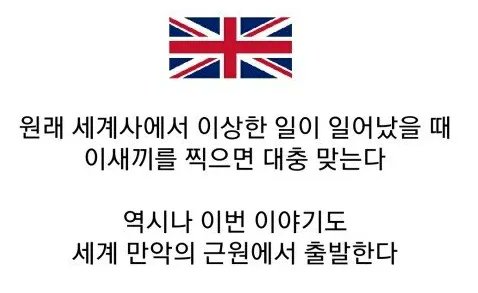 원래 세계사에서 이상한 일이 일어났을 때
이새끼를 찍으면 대충 맞는다
역시나 이번 이야기도
세계 만악의 근원에서 출발한다